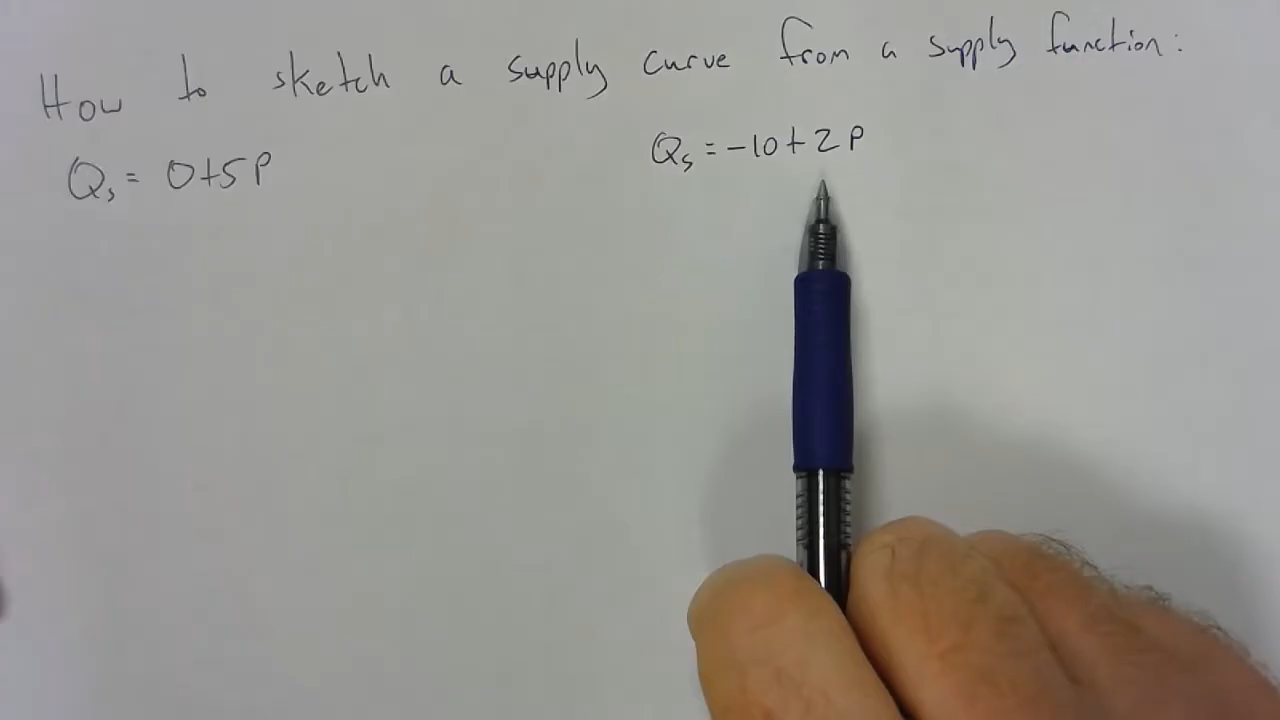 How to sketch a supply curve from a supply function:
Qs = 0+5P
Qs = -10+2P